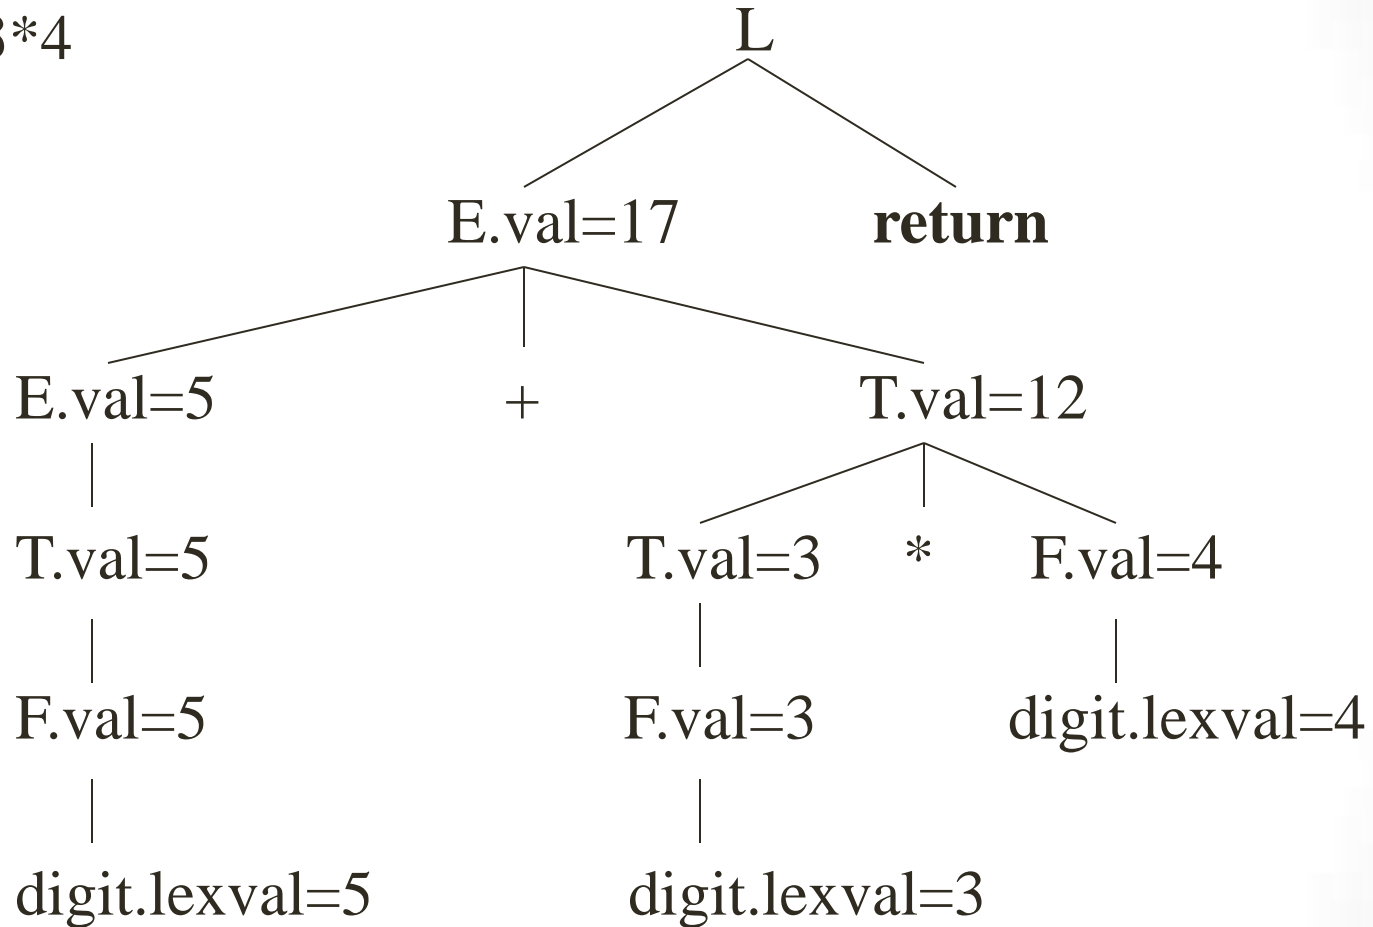 3*4
L
E.val=17 return
E.val=5 + T.val=12
T.val=5 T.val=3 * F.val=4
F.val=5 F.val=3 digit.lexval=4
digit.lexval=5 digit.lexval=3